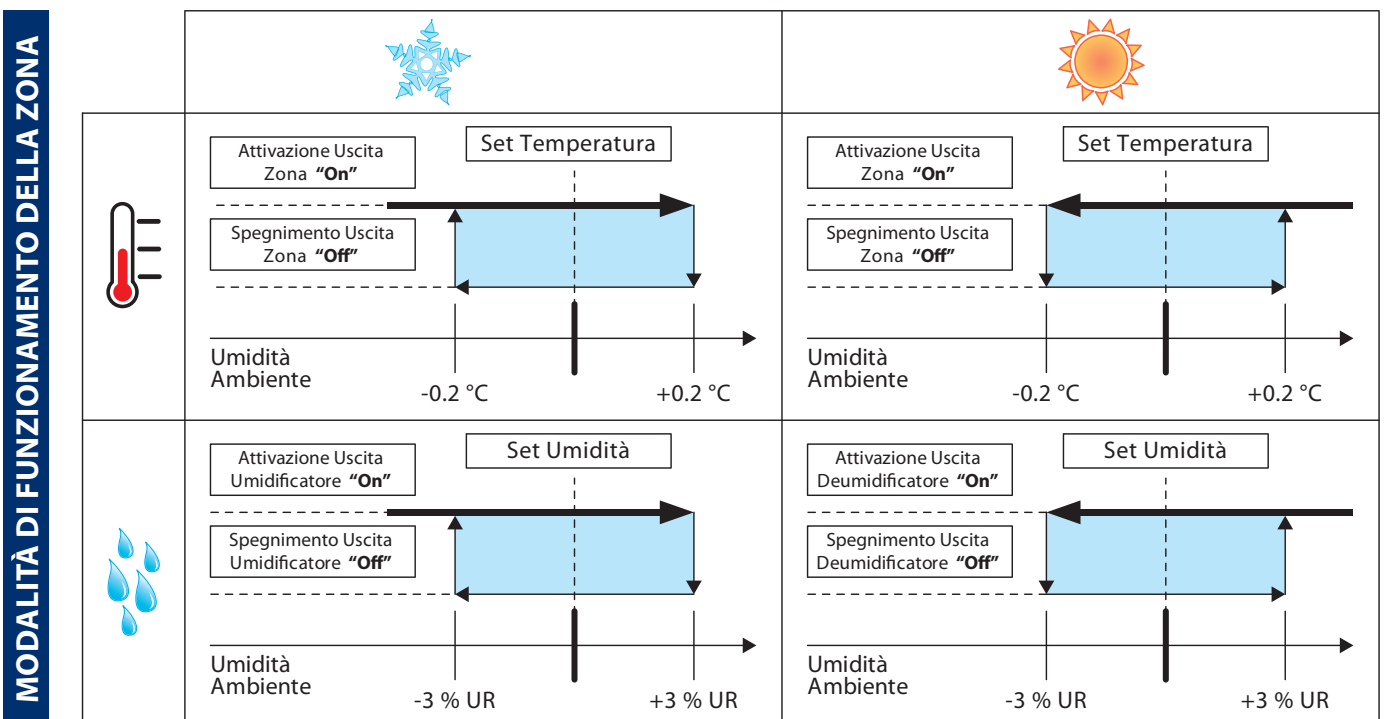 MODALITÀ DI FUNZIONAMENTO DELLA ZONA
Attivazione Uscita
Zona "On"
Set Temperatura
Spegnimento Uscita
Zona "Off"
Umidità
Ambiente
-0.2 °C
+0.2 °C
Attivazione Uscita
Zona "On"
Set Temperatura
Spegnimento Uscita
Zona "Off"
Umidità
Ambiente
-0.2 °C
+0.2 °C
Attivazione Uscita
Umidificatore "On"
Set Umidità
Spegnimento Uscita
Umidificatore "Off"
Umidità
Ambiente
-3 % UR
+3 % UR
Attivazione Uscita
Deumidificatore "On"
Set Umidità
Spegnimento Uscita
Deumidificatore "Off"
Umidità
Ambiente
-3 % UR
+3 % UR